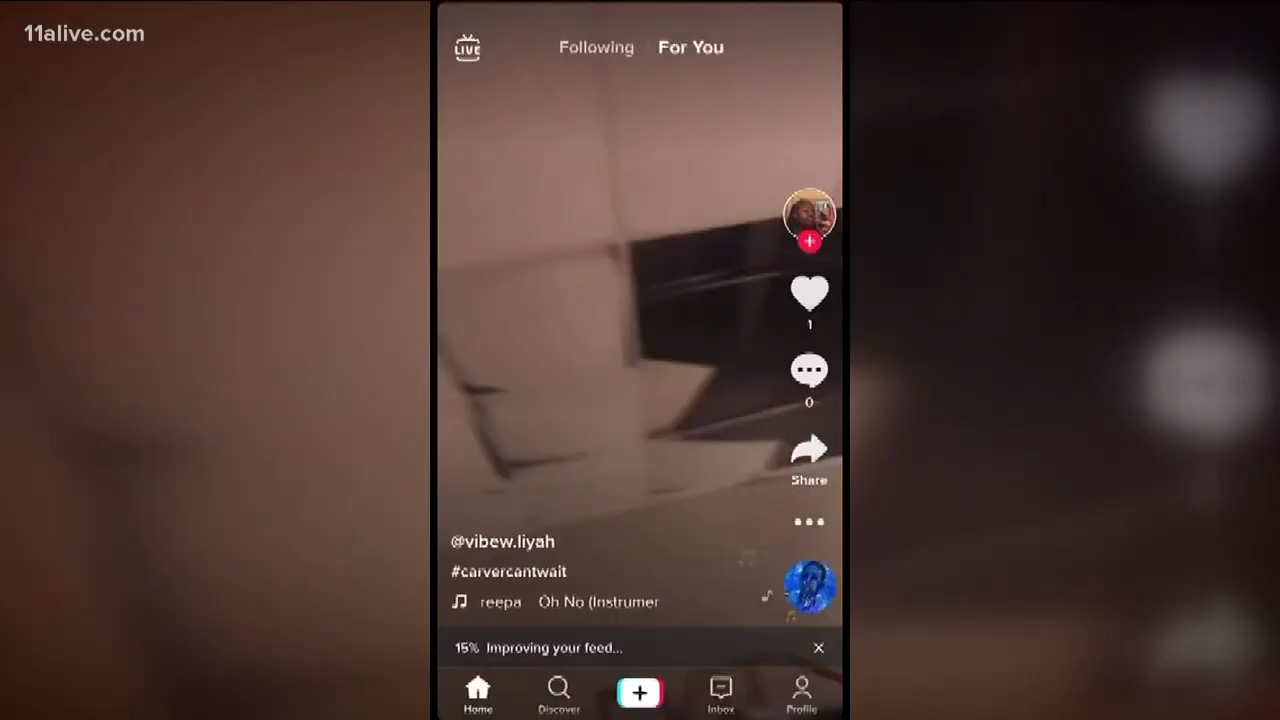 11alive.com
LIVE
Following For You
1
0
Share
@vibew.liyah
#carvercantwait
reepa Oh No (Instrumer
15% Improving your feed...
Home Discover Inbox Profile